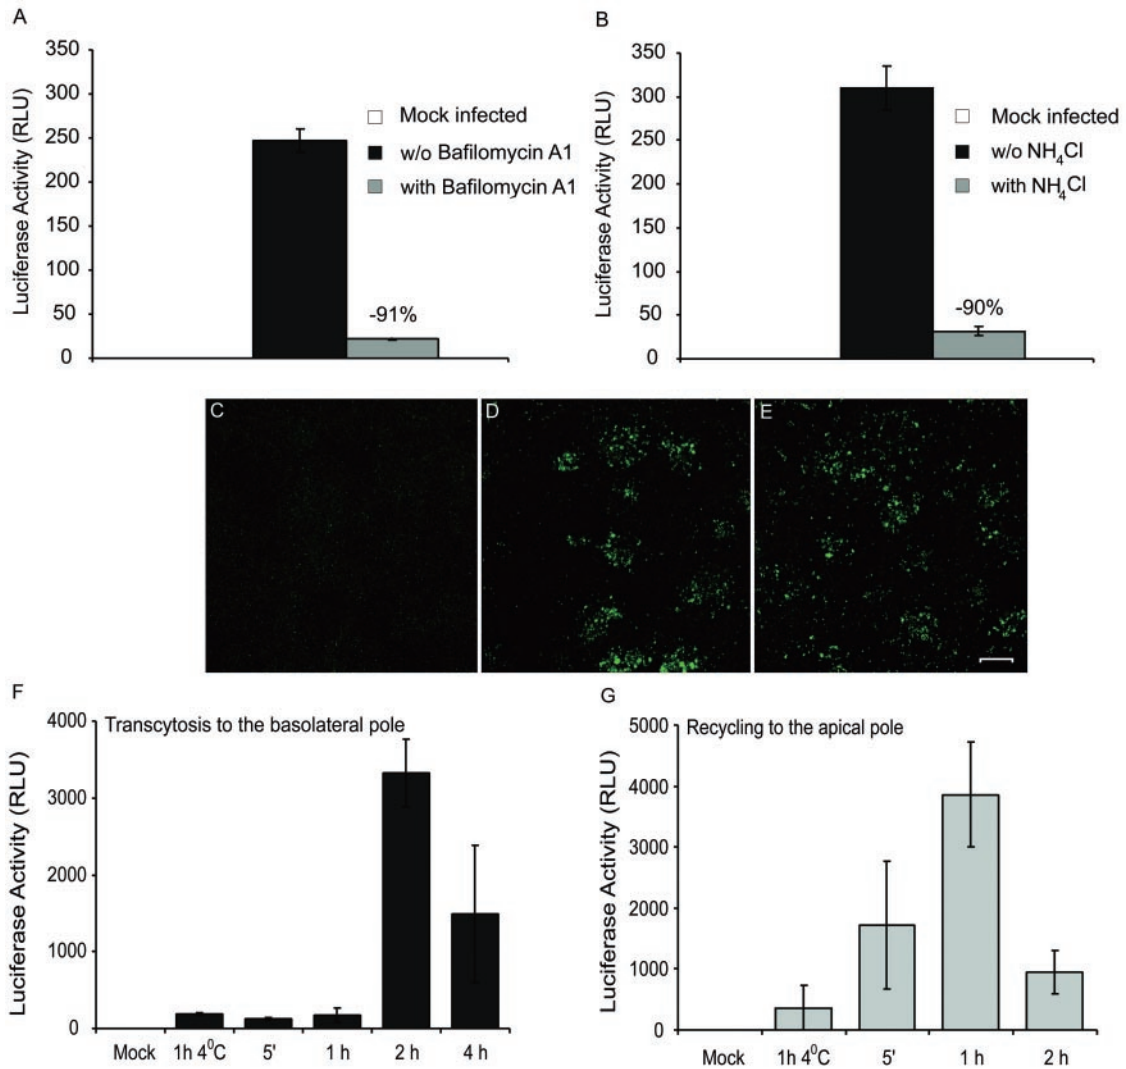 A
350
300
250
200
150
100
50
0
Luciferase Activity (RLU)
Mock infected
w/o Bafilomycin A1
with Bafilomycin A1
-91%
B
350
300
250
200
150
100
50
0
Luciferase Activity (RLU)
Mock infected
w/o NH4Cl
with NH4Cl
-90%
C
D
E
F
Transcytosis to the basolateral pole
4000
3000
2000
1000
0
Luciferase Activity (RLU)
Mock 1h 4⁰C 5' 1 h 2 h 4 h
G
Recycling to the apical pole
5000
4000
3000
2000
1000
0
Luciferase Activity (RLU)
Mock 1h 4⁰C 5' 1 h 2 h